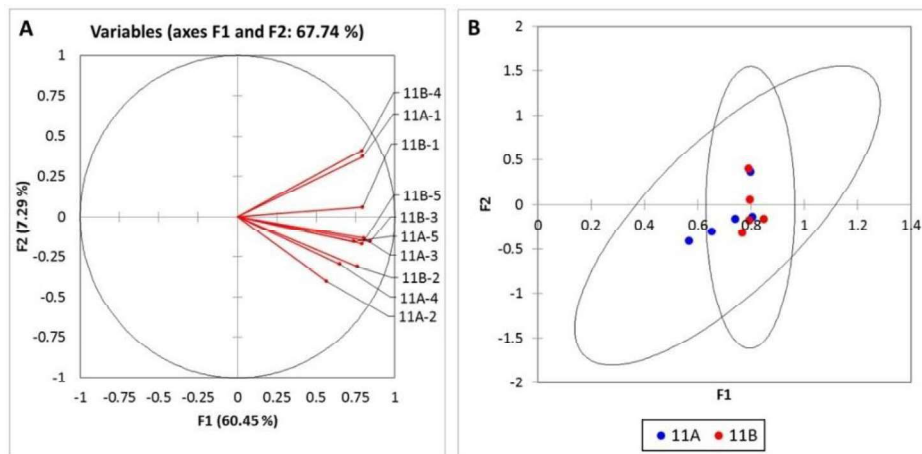 A
Variables (axes F1 and F2: 67.74 %)
1
0.75
0.5
0.25
0
-0.25
-0.5
-0.75
-1
F2 (7.29 %)
11B-4
11A-1
11B-1
11B-5
11B-3
11A-5
11A-3
11B-2
11A-4
11A-2
-1 -0.75 -0.5 -0.25 0 0.25 0.5 0.75 1
F1 (60.45 %)
B
2
1.5
1
0.5
0
-0.5
-1
-1.5
-2
F2
0 0.2 0.4 0.6 0.8 1 1.2 1.4
F1
11A 11B